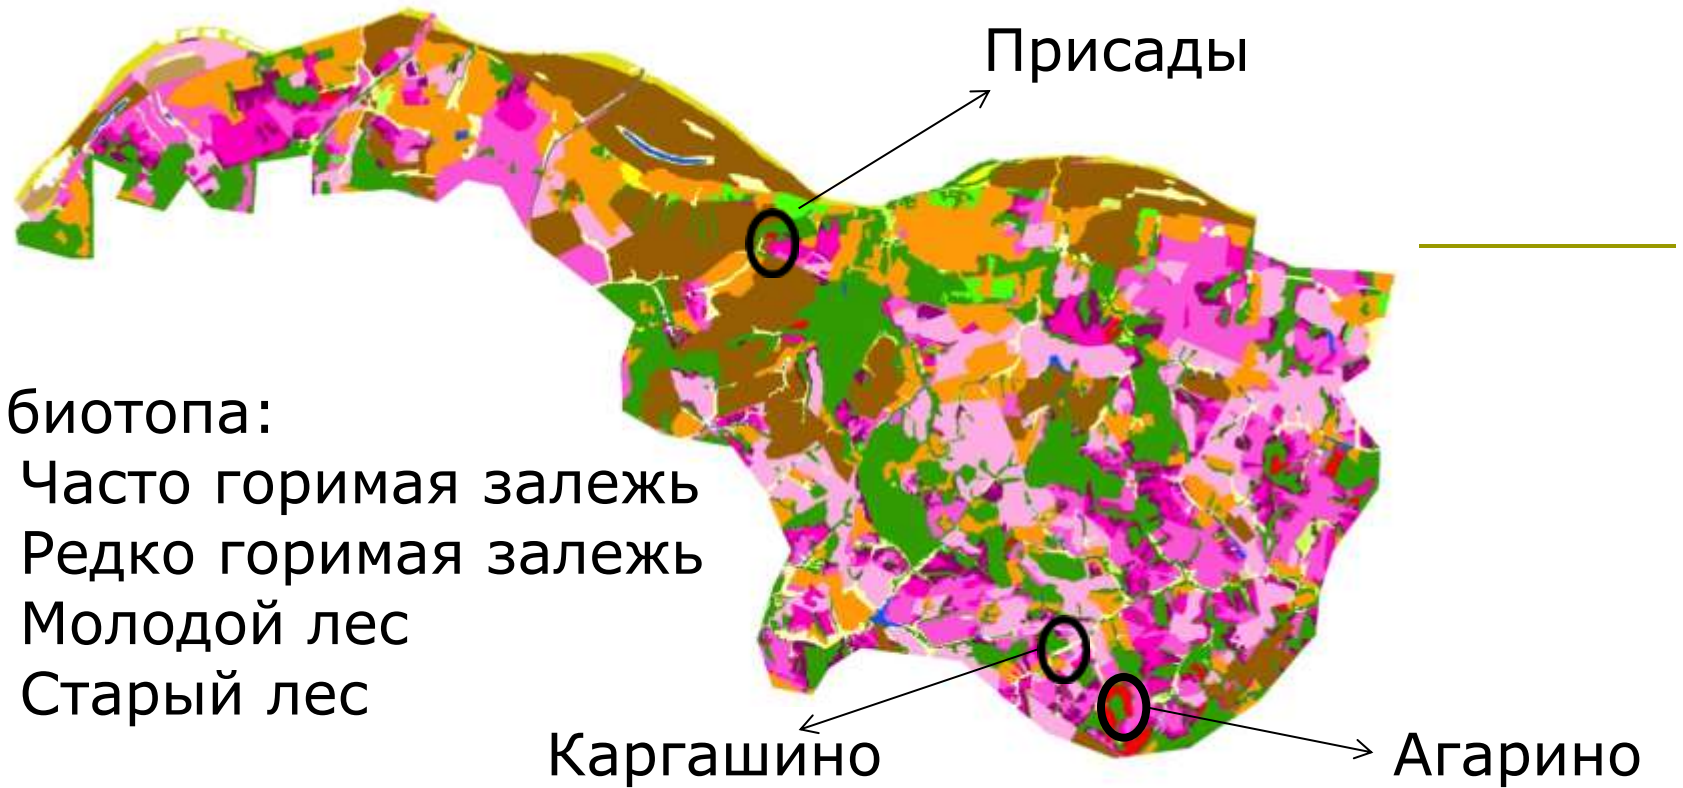 Присады
биотопа:
Часто горимая залежь
Редко горимая залежь
Молодой лес
Старый лес
Каргашино
Агарино